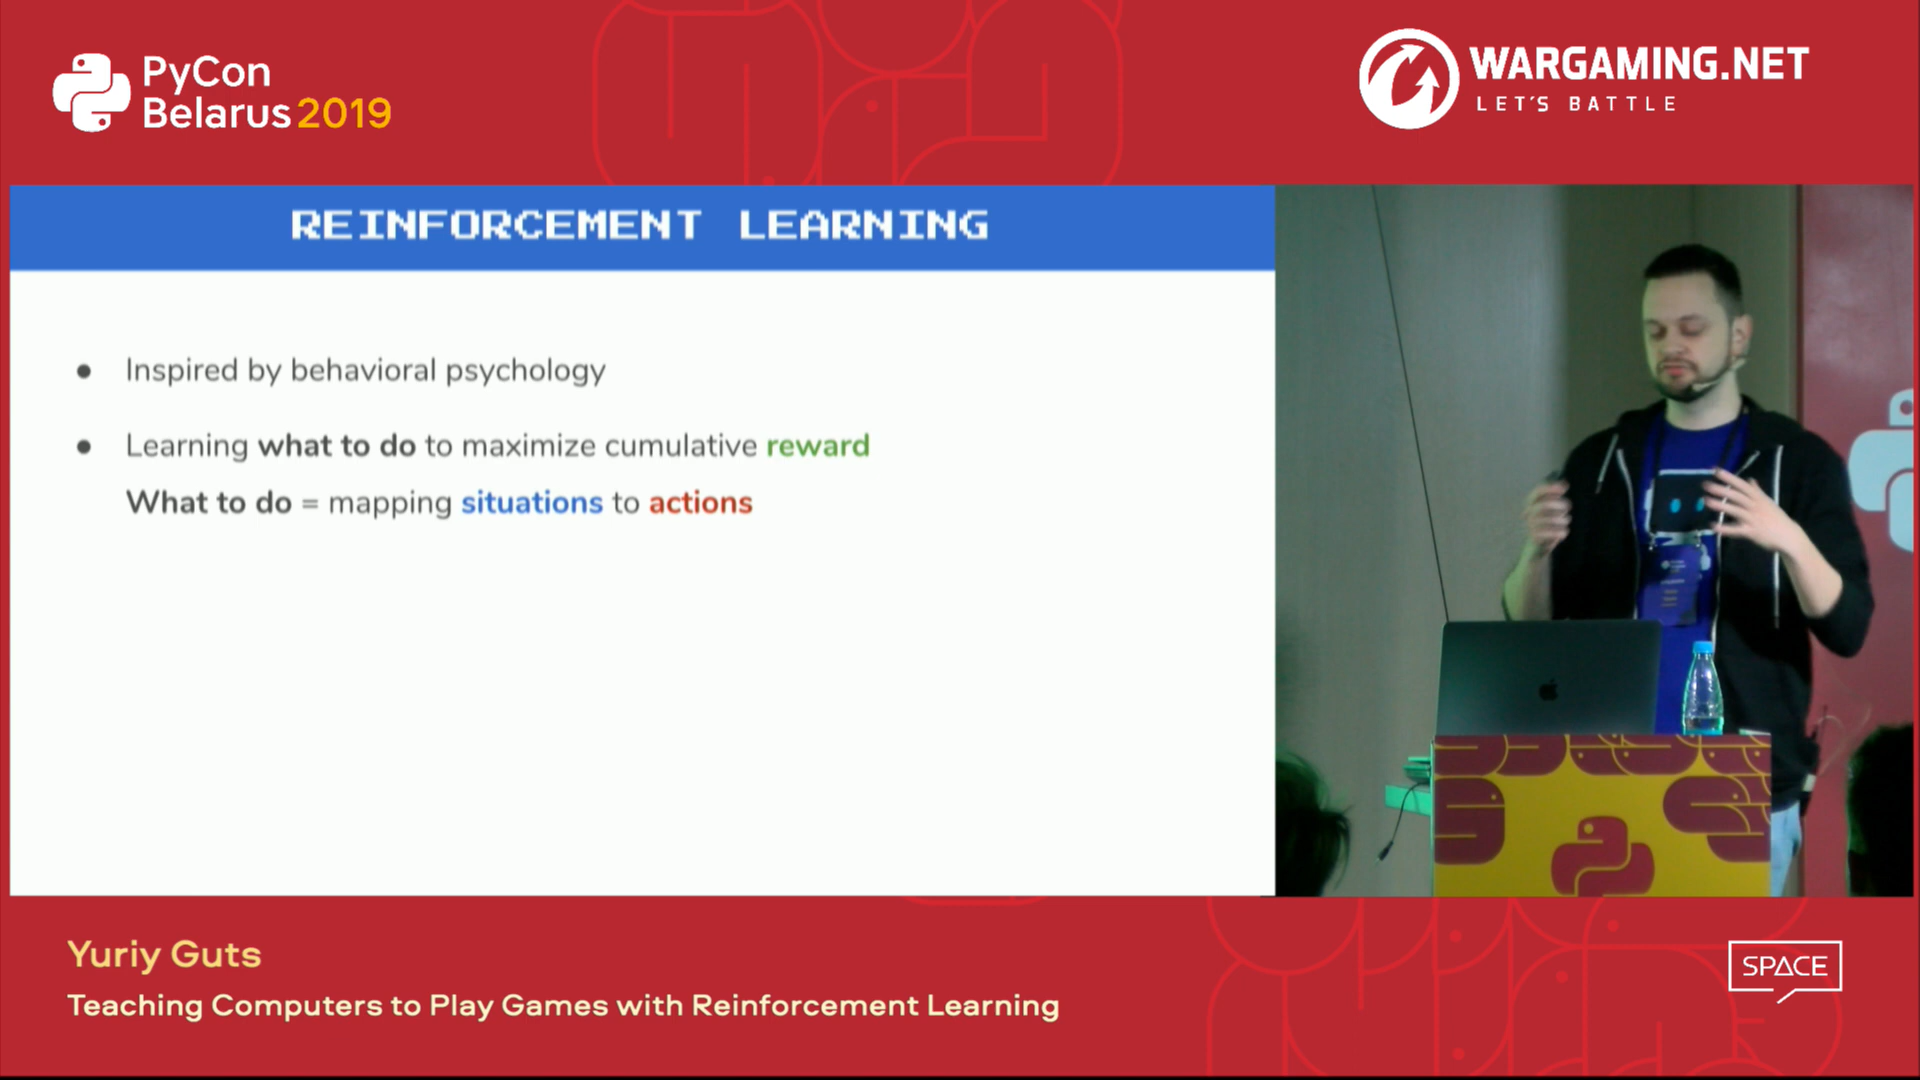 PyCon
Belarus 2019
WARGAMING.NET
LET'S BATTLE
REINFORCEMENT LEARNING
● Inspired by behavioral psychology
● Learning what to do to maximize cumulative reward
What to do = mapping situations to actions
Yuriy Guts
SPACE
Teaching Computers to Play Games with Reinforcement Learning